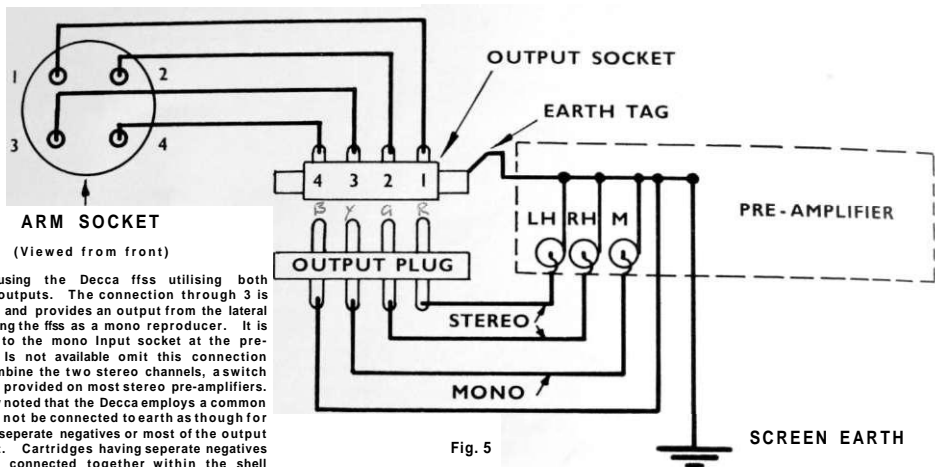 OUTPUT SOCKET
EARTH TAG
1
2
3
4
4 3 2 1
B Y G R
LH RH M
PRE-AMPLIFIER
ARM SOCKET
(Viewed from front)
OUTPUT PLUG
STEREO
MONO
using the Decca ffss utilising both
outputs. The connection through 3 is
and provides an output from the lateral
ing the ffss as a mono reproducer. It is
to the mono Input socket at the pre-
Is not available omit this connection
mbine the two stereo channels, a switch
provided on most stereo pre-amplifiers.
noted that the Decca employs a common
not be connected to earth as though for
seperate negatives or most of the output
Cartridges having seperate negatives
connected together within the shell
Fig. 5
SCREEN EARTH